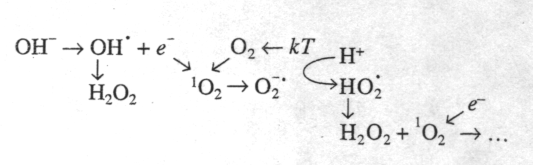 OH⁻ → OH• + e⁻ O₂ ← kT H⁺
H₂O₂ ¹O₂ → O₂⁻• HO₂•
e⁻
H₂O₂ + ¹O₂ → ...